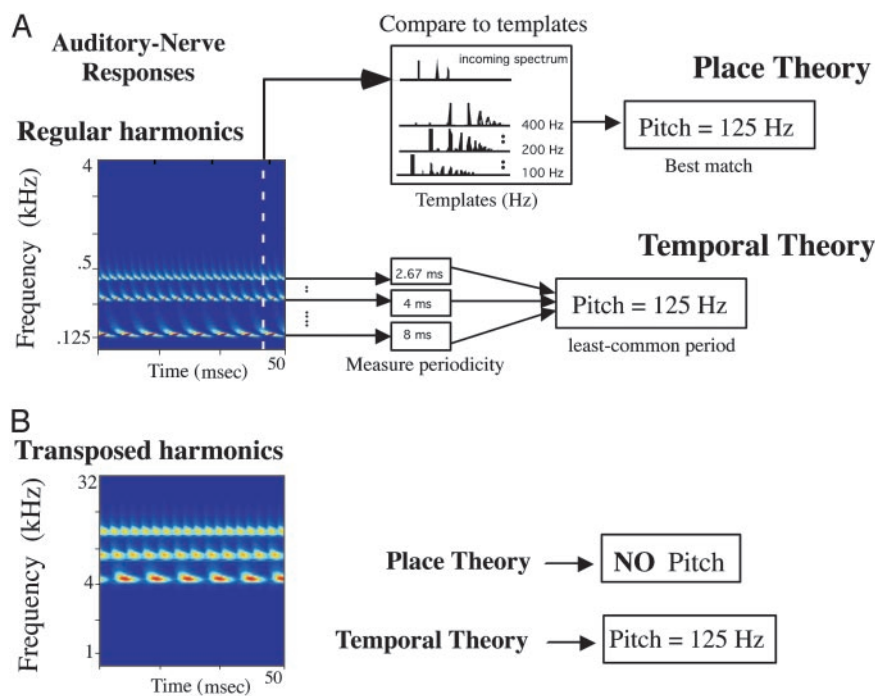 A
Auditory-Nerve
Responses
Compare to templates
incoming spectrum
400 Hz
200 Hz
100 Hz
Templates (Hz)
Place Theory
Pitch = 125 Hz
Best match
Regular harmonics
4
.5
.125
Frequency (kHz)
Time (msec)
50
2.67 ms
4 ms
8 ms
Measure periodicity
Temporal Theory
Pitch = 125 Hz
least-common period
B
Transposed harmonics
32
4
1
Frequency (kHz)
Time (msec)
50
Place Theory
NO Pitch
Temporal Theory
Pitch = 125 Hz